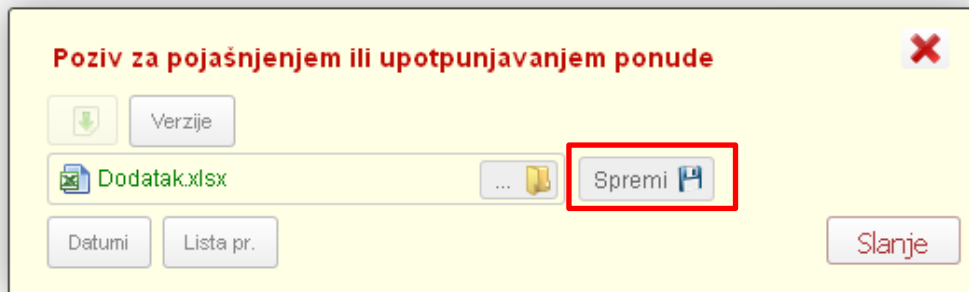 Poziv za pojašnjenjem ili upotpunjavanjem ponude
Verzije
Dodatak.xlsx ... Spremi
Datumi Lista pr. Slanje